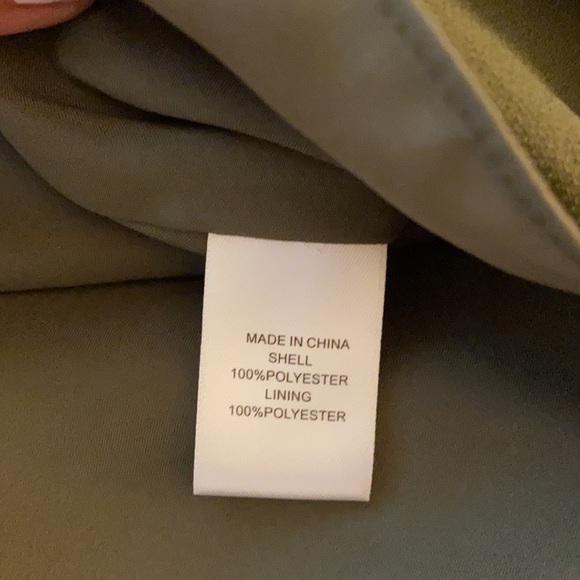 MADE IN CHINA
SHELL
100%POLYESTER
LINING
100%POLYESTER